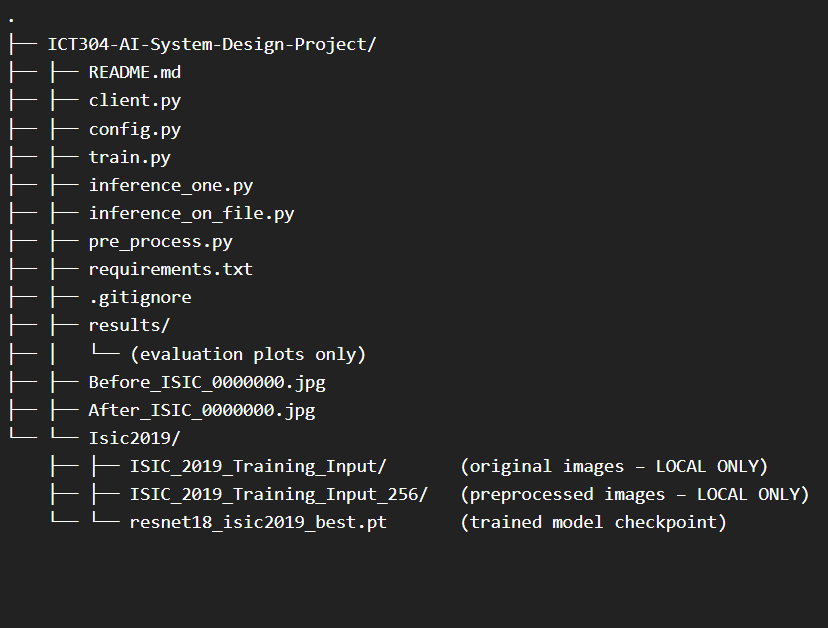 .
├── ICT304-AI-System-Design-Project/
├── ├── README.md
├── ├── client.py
├── ├── config.py
├── ├── train.py
├── ├── inference_one.py
├── ├── inference_on_file.py
├── ├── pre_process.py
├── ├── requirements.txt
├── ├── .gitignore
├── ├── results/
├── │   └── (evaluation plots only)
├── ├── Before_ISIC_0000000.jpg
├── ├── After_ISIC_0000000.jpg
└── └── Isic2019/
    ├── ├── ISIC_2019_Training_Input/       (original images – LOCAL ONLY)
    ├── ├── ISIC_2019_Training_Input_256/   (preprocessed images – LOCAL ONLY)
    └── └── resnet18_isic2019_best.pt       (trained model checkpoint)